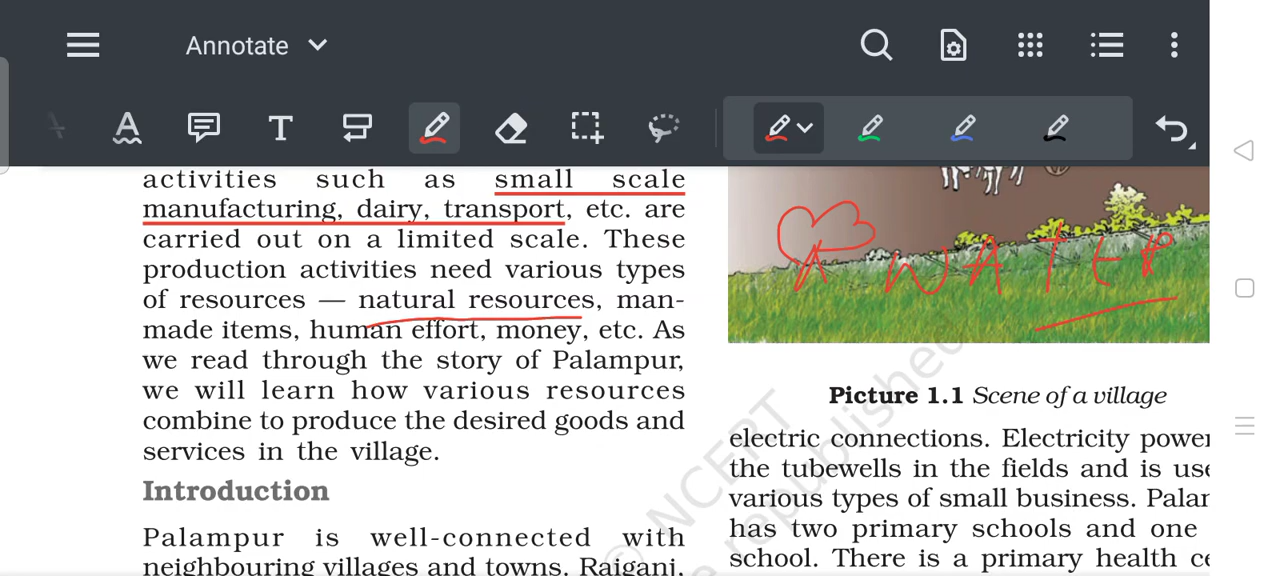 Annotate
T
activities such as small scale
manufacturing, dairy, transport, etc. are
carried out on a limited scale. These
production activities need various types
of resources — natural resources, man-
made items, human effort, money, etc. As
we read through the story of Palampur,
we will learn how various resources
combine to produce the desired goods and
services in the village.
Introduction
Palampur is well-connected with
neighbouring villages and towns. Raiganj,
WATER
Picture 1.1 Scene of a village
electric connections. Electricity power
the tubewells in the fields and is use
various types of small business. Palam
has two primary schools and one
school. There is a primary health ce
© NCERT
republished